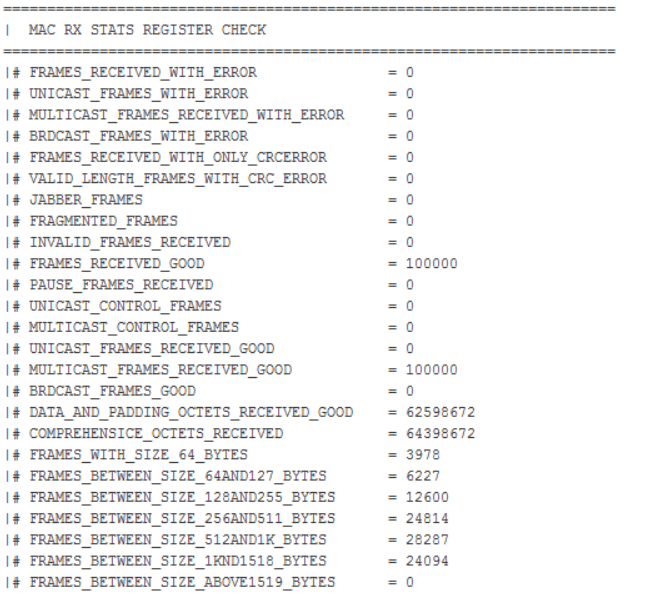 ======================================================================
| MAC RX STATS REGISTER CHECK
======================================================================
|# FRAMES_RECEIVED_WITH_ERROR = 0
|# UNICAST_FRAMES_WITH_ERROR = 0
|# MULTICAST_FRAMES_RECEIVED_WITH_ERROR = 0
|# BRDCAST_FRAMES_WITH_ERROR = 0
|# FRAMES_RECEIVED_WITH_ONLY_CRCERROR = 0
|# VALID_LENGTH_FRAMES_WITH_CRC_ERROR = 0
|# JABBER_FRAMES = 0
|# FRAGMENTED_FRAMES = 0
|# INVALID_FRAMES_RECEIVED = 0
|# FRAMES_RECEIVED_GOOD = 100000
|# PAUSE_FRAMES_RECEIVED = 0
|# UNICAST_CONTROL_FRAMES = 0
|# MULTICAST_CONTROL_FRAMES = 0
|# UNICAST_FRAMES_RECEIVED_GOOD = 0
|# MULTICAST_FRAMES_RECEIVED_GOOD = 100000
|# BRDCAST_FRAMES_GOOD = 0
|# DATA_AND_PADDING_OCTETS_RECEIVED_GOOD = 62598672
|# COMPREHENSICE_OCTETS_RECEIVED = 64398672
|# FRAMES_WITH_SIZE_64_BYTES = 3978
|# FRAMES_BETWEEN_SIZE_64AND127_BYTES = 6227
|# FRAMES_BETWEEN_SIZE_128AND255_BYTES = 12600
|# FRAMES_BETWEEN_SIZE_256AND511_BYTES = 24814
|# FRAMES_BETWEEN_SIZE_512AND1K_BYTES = 28287
|# FRAMES_BETWEEN_SIZE_1KND1518_BYTES = 24094
|# FRAMES_BETWEEN_SIZE_ABOVE1519_BYTES = 0